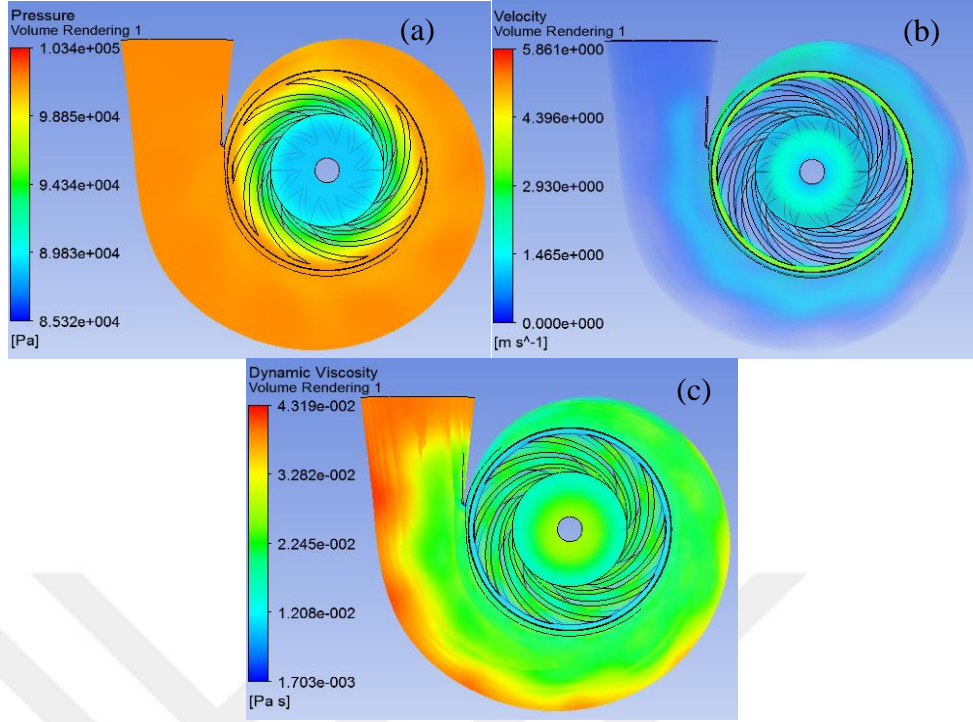 Pressure
Volume Rendering 1
(a)
1.034e+005
9.885e+004
9.434e+004
8.983e+004
8.532e+004
[Pa]
Velocity
Volume Rendering 1
(b)
5.861e+000
4.396e+000
2.930e+000
1.465e+000
0.000e+000
[m s^-1]
Dynamic Viscosity
Volume Rendering 1
(c)
4.319e-002
3.282e-002
2.245e-002
1.208e-002
1.703e-003
[Pa s]